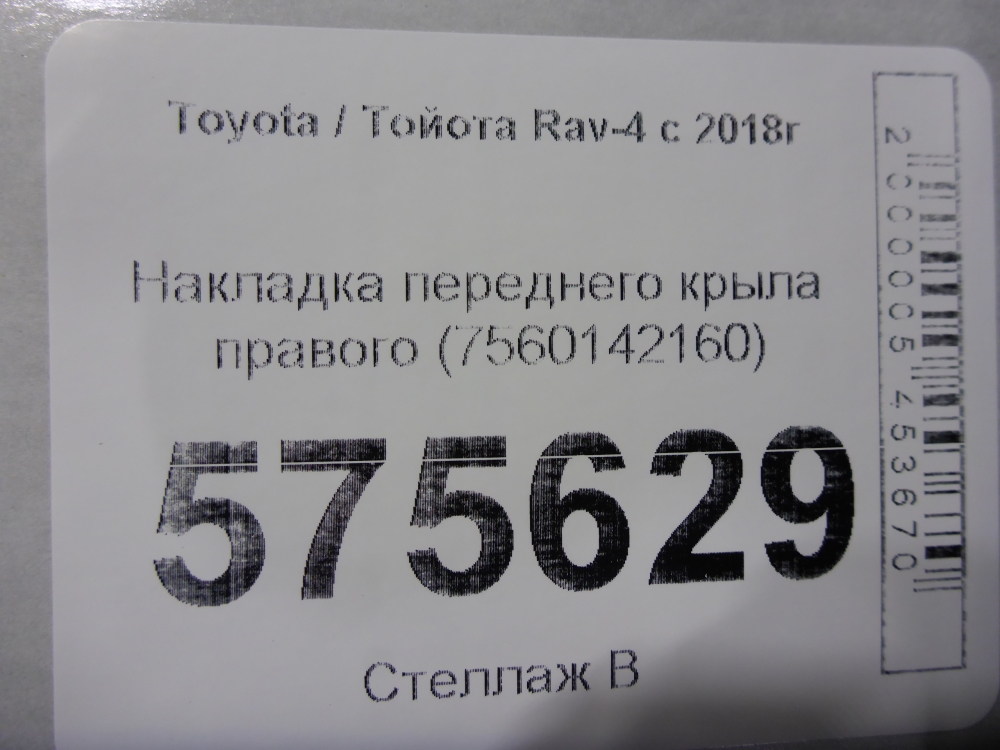 Toyota / Тойота Rav-4 с 2018г
Накладка переднего крыла
правого (7560142160)
575629
Стеллаж В
2000005453670